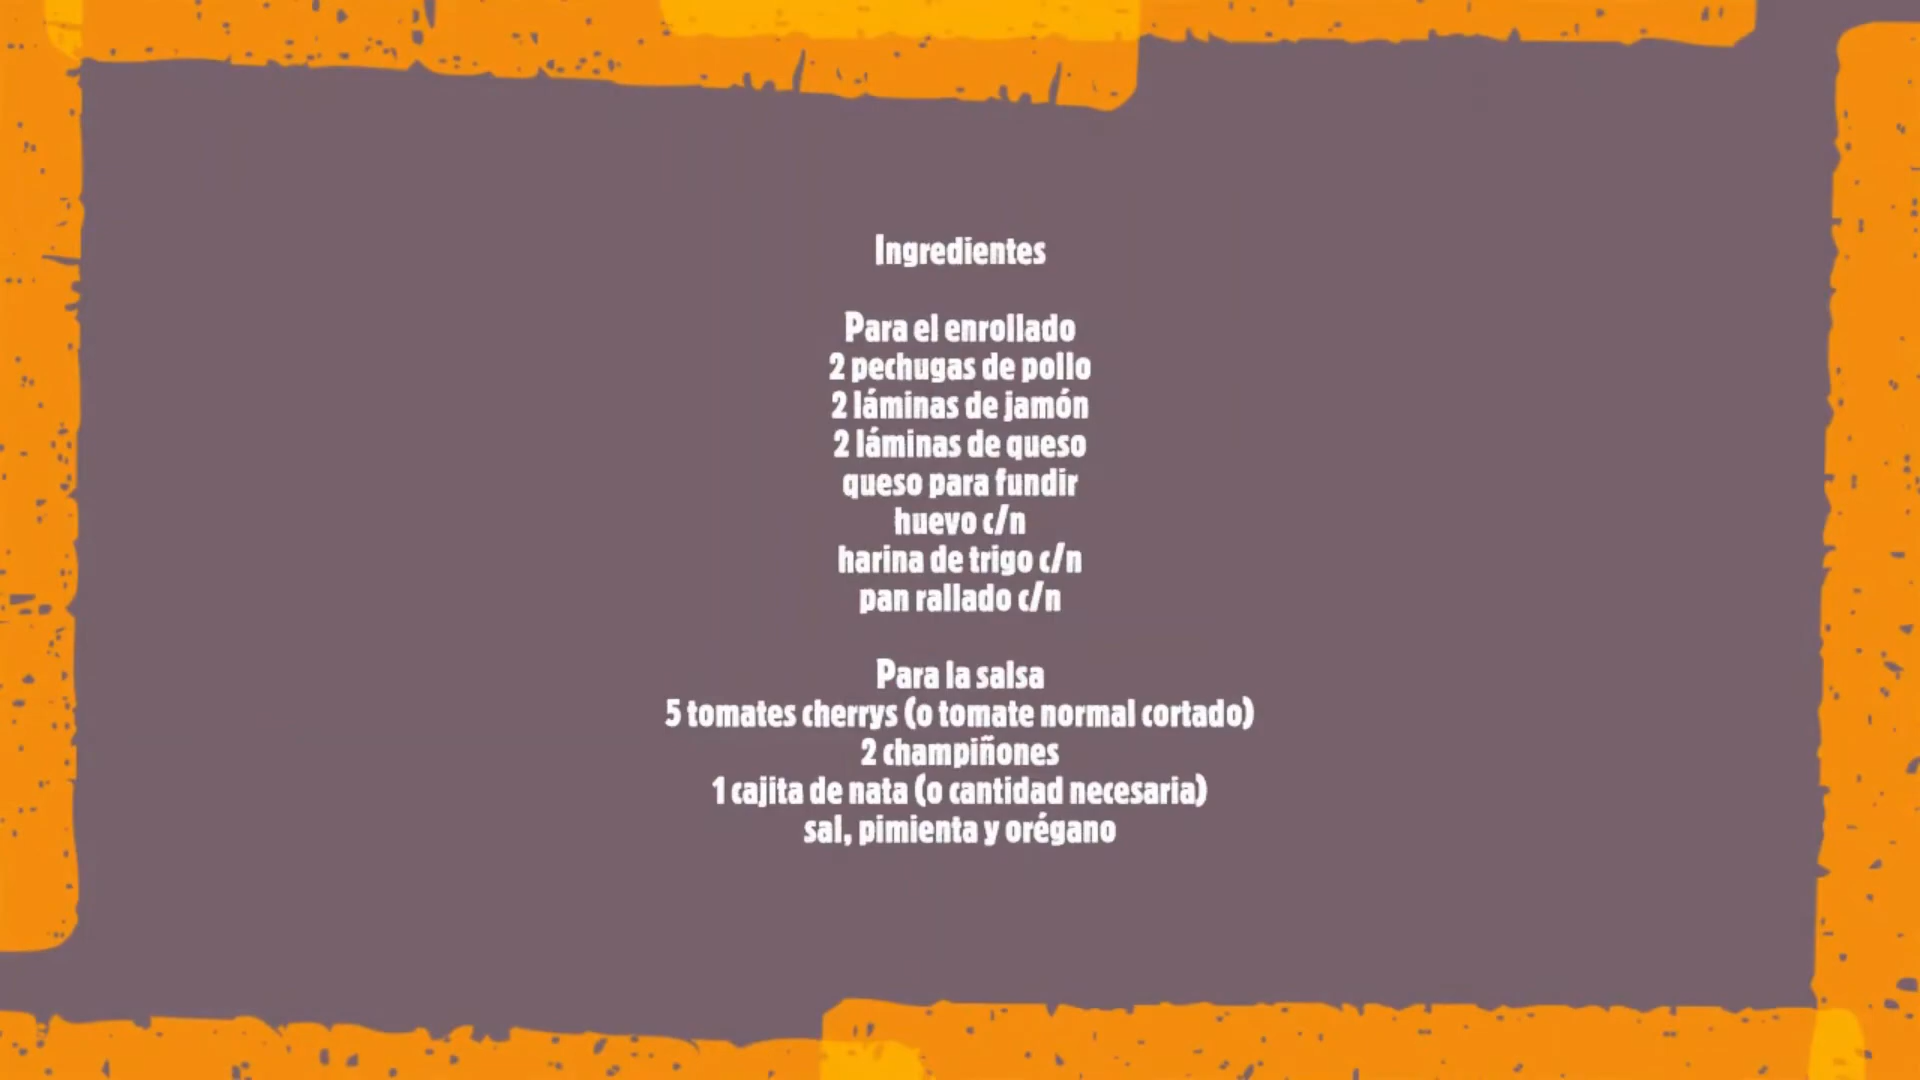 Ingredientes
Para el enrollado
2 pechugas de pollo
2 láminas de jamón
2 láminas de queso
queso para fundir
huevo c/n
harina de trigo c/n
pan rallado c/n
Para la salsa
5 tomates cherrys (o tomate normal cortado)
2 champiñones
1 cajita de nata (o cantidad necesaria)
sal, pimienta y orégano